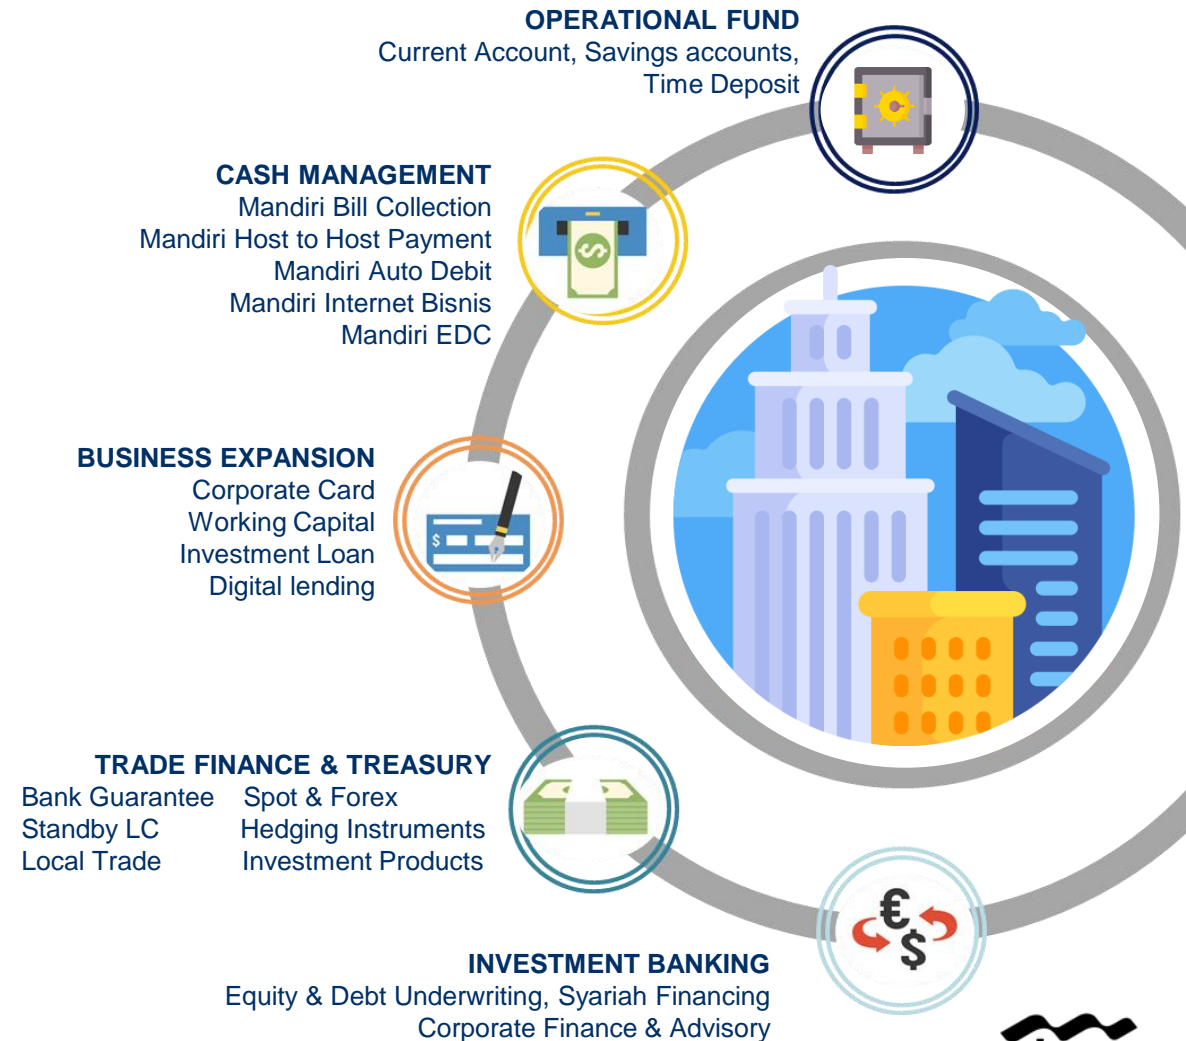 OPERATIONAL FUND
Current Account, Savings accounts,
Time Deposit
CASH MANAGEMENT
Mandiri Bill Collection
Mandiri Host to Host Payment
Mandiri Auto Debit
Mandiri Internet Bisnis
Mandiri EDC
BUSINESS EXPANSION
Corporate Card
Working Capital
Investment Loan
Digital lending
TRADE FINANCE & TREASURY
Bank Guarantee Spot & Forex
Standby LC Hedging Instruments
Local Trade Investment Products
INVESTMENT BANKING
Equity & Debt Underwriting, Syariah Financing
Corporate Finance & Advisory